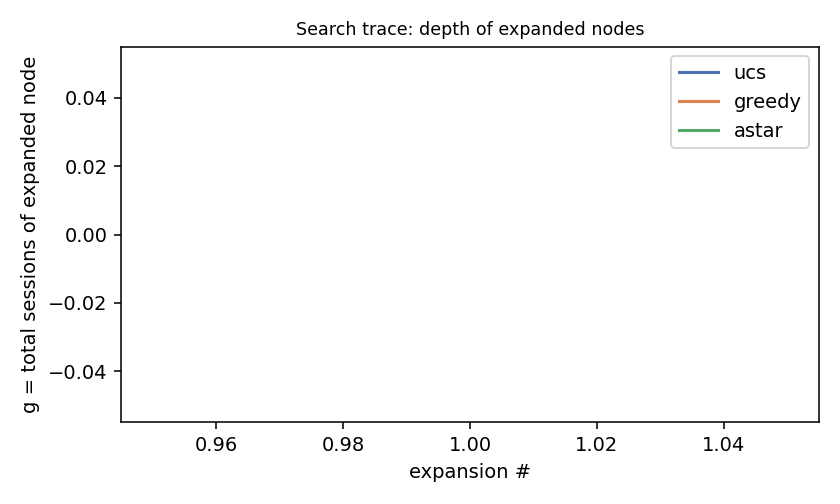 Search trace: depth of expanded nodes
ucs
greedy
astar
g = total sessions of expanded node
0.04
0.02
0.00
−0.02
−0.04
0.96 0.98 1.00 1.02 1.04
expansion #